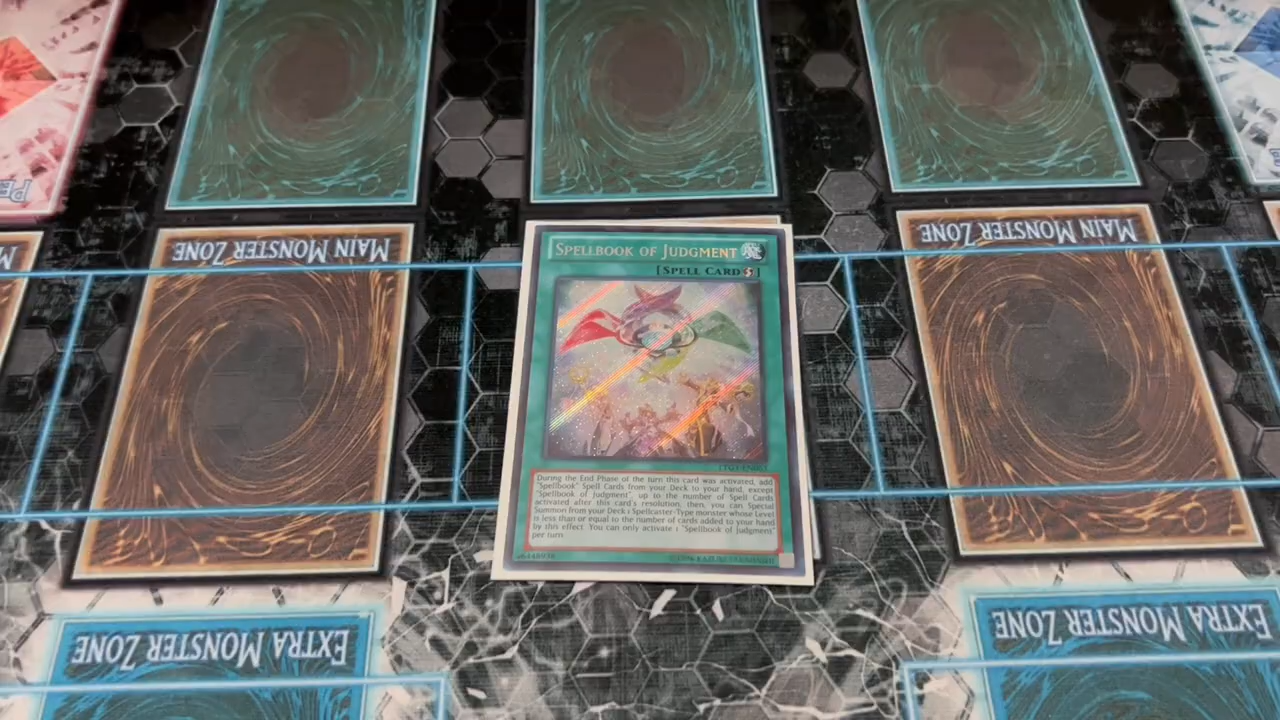 PE
MAIN MONSTER ZONE
MAIN MONSTER ZONE
SPELLBOOK OF JUDGMENT
[SPELL CARD]
LTGY-EN063
During the End Phase of the turn this card was activated, add
"Spellbook" Spell Cards from your Deck to your hand, except
"Spellbook of Judgment", up to the number of Spell Cards
activated after this card's resolution, then, you can Special
Summon from your Deck 1 Spellcaster-Type monster whose Level
is less than or equal to the number of cards added to your hand
by this effect. You can only activate 1 "Spellbook of Judgment"
per turn.
EXTRA MONSTER ZONE
EXTRA MONSTER ZONE